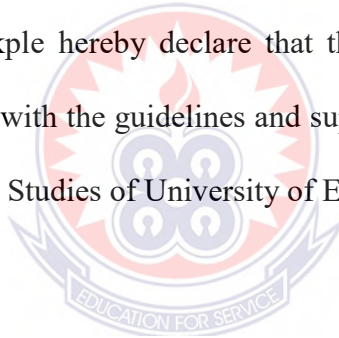 xple hereby declare that th
with the guidelines and sup
Studies of University of E
EDUCATION FOR SERVICE